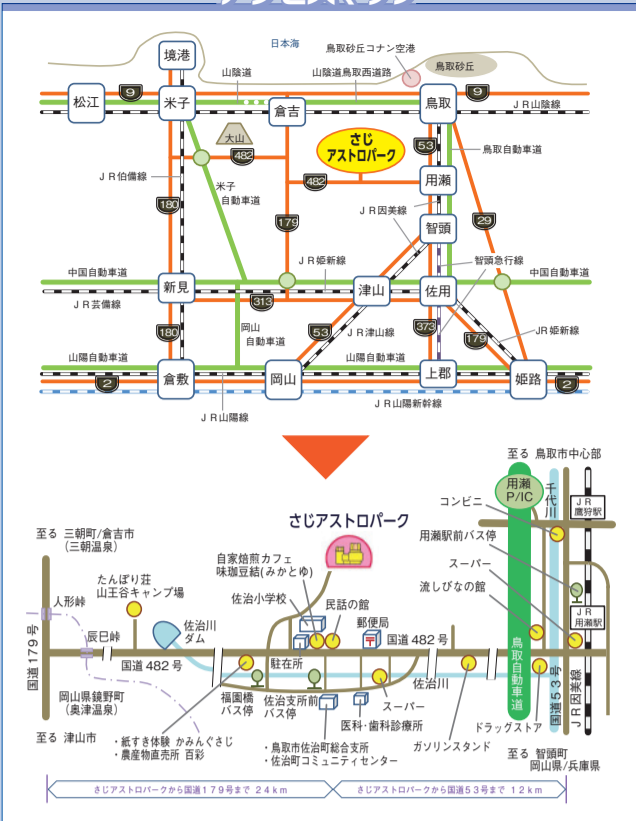 日本海
鳥取砂丘コナン空港
鳥取砂丘
境港
山陰道
山陰道鳥取西道路
9
9
松江
米子
倉吉
鳥取
JR山陰線
大山
482
さじ
アストロパーク
53
鳥取自動車道
JR伯備線
482
用瀬
米子
自動車道
180
179
JR因美線
373
29
智頭
JR姫新線
智頭急行線
中国自動車道
中国自動車道
新見
津山
佐用
JR芸備線
313
岡山
自動車道
53
JR津山線
373
179
JR姫新線
180
山陽自動車道
山陽自動車道
2
倉敷
岡山
上郡
姫路
2
JR山陽線
JR山陽新幹線
至る 鳥取市中心部
用瀬
P/IC
千代川
JR
鷹狩駅
コンビニ
用瀬駅前バス停
スーパー
流しびなの館
JR
用瀬駅
さじアストロパーク
至る 三朝町/倉吉市
(三朝温泉)
自家焙煎カフェ
味珈豆結(みかとゆ)
たんぽり荘
山王谷キャンプ場
佐治小学校
民話の館
郵便局
人形峠
佐治川
ダム
国道482号
鳥取自動車道
国道53号
JR因美線
国道179号
辰巳峠
国道482号
駐在所
佐治川
岡山県鏡野町
(奥津温泉)
福園橋
バス停
佐治支所前
バス停
スーパー
ドラッグストア
医科・歯科診療所
ガソリンスタンド
至る 津山市
・紙すき体験 かみんぐさじ
・農産物直売所 百彩
・鳥取市佐治町総合支所
・佐治町コミュニティセンター
至る 智頭町
岡山県/兵庫県
さじアストロパークから国道179号まで 24km
さじアストロパークから国道53号まで 12km